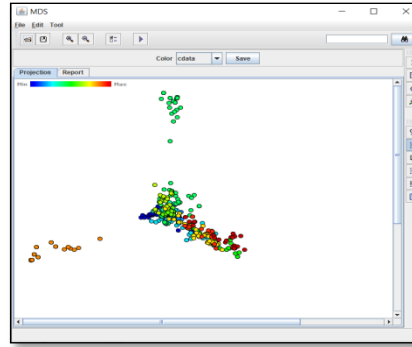 MDS
File Edit Tool
Color cdata Save
Projection Report
Min Max